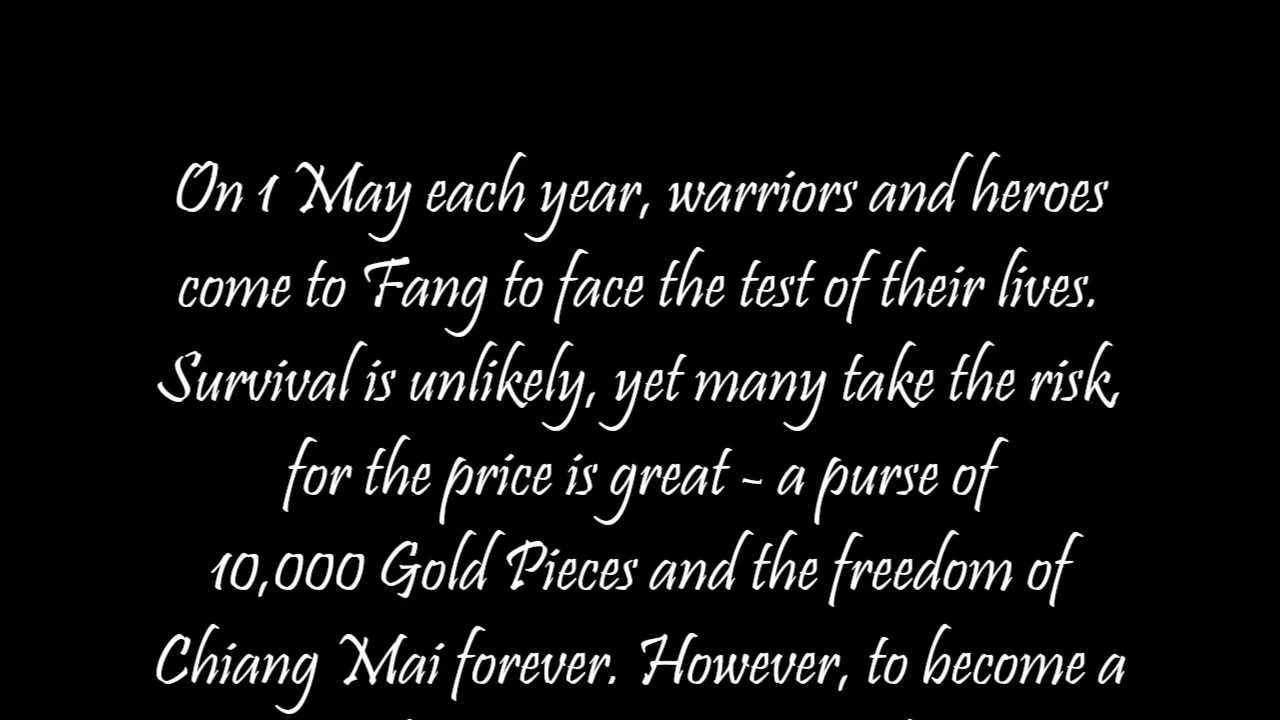 On 1 May each year, warriors and heroes
come to Fang to face the test of their lives.
Survival is unlikely, yet many take the risk,
for the price is great - a purse of
10,000 Gold Pieces and the freedom of
Chiang Mai forever. However, to become a